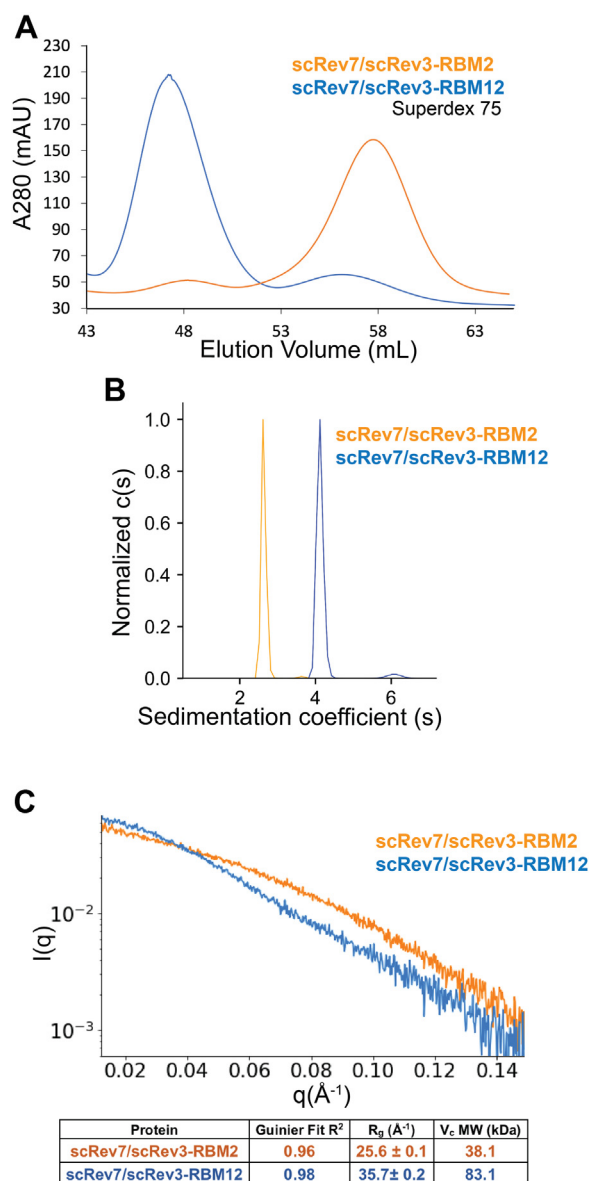 A
230
210
190
170
150
130
110
90
70
50
30
A280 (mAU)
scRev7/scRev3-RBM2
scRev7/scRev3-RBM12
Superdex 75
43 48 53 58 63
Elution Volume (mL)
B
1.0
0.8
0.6
0.4
0.2
0.0
Normalized c(s)
scRev7/scRev3-RBM2
scRev7/scRev3-RBM12
2 4 6
Sedimentation coefficient (s)
C
scRev7/scRev3-RBM2
scRev7/scRev3-RBM12
10⁻²
10⁻³
I(q)
0.02 0.04 0.06 0.08 0.10 0.12 0.14
q(Å⁻¹)
Protein Guinier Fit R² Rg (Å⁻¹) Vc MW (kDa)
scRev7/scRev3-RBM2 0.96 25.6 ± 0.1 38.1
scRev7/scRev3-RBM12 0.98 35.7± 0.2 83.1